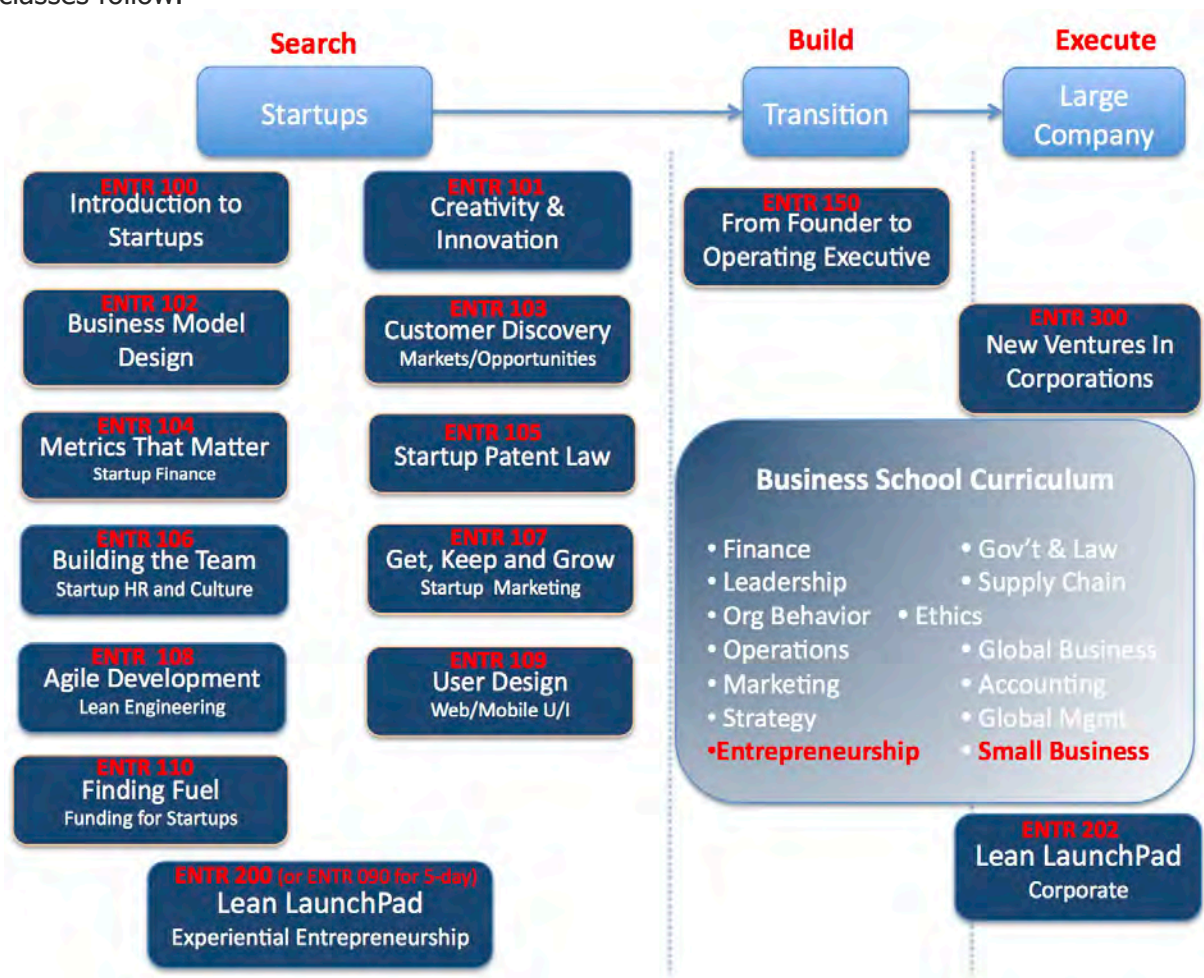 classes follow.
Search
Build
Execute
Startups
Transition
Large
Company
ENTR 100
Introduction to
Startups
ENTR 101
Creativity &
Innovation
ENTR 150
From Founder to
Operating Executive
ENTR 102
Business Model
Design
ENTR 103
Customer Discovery
Markets/Opportunities
ENTR 300
New Ventures In
Corporations
ENTR 104
Metrics That Matter
Startup Finance
ENTR 105
Startup Patent Law
Business School Curriculum
• Finance
• Leadership
• Org Behavior
• Operations
• Marketing
• Strategy
•Entrepreneurship
• Gov't & Law
• Supply Chain
• Ethics
• Global Business
• Accounting
• Global Mgmt
• Small Business
ENTR 106
Building the Team
Startup HR and Culture
ENTR 107
Get, Keep and Grow
Startup Marketing
ENTR 108
Agile Development
Lean Engineering
ENTR 109
User Design
Web/Mobile U/I
ENTR 110
Finding Fuel
Funding for Startups
ENTR 202
Lean LaunchPad
Corporate
ENTR 200 (or ENTR 090 for 5-day)
Lean LaunchPad
Experiential Entrepreneurship